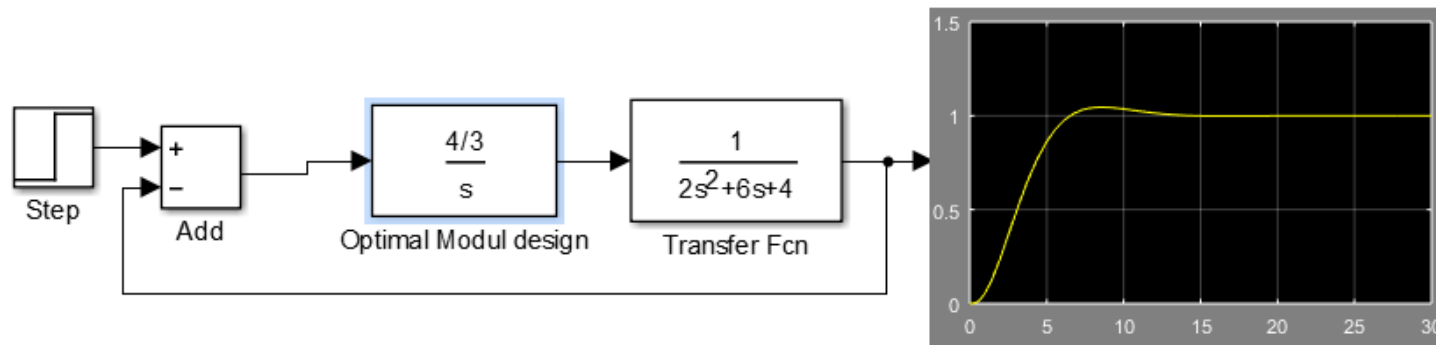 Step
+
−
Add
4/3
s
Optimal Modul design
1
2s²+6s+4
Transfer Fcn
1.5
1
0.5
0
0 5 10 15 20 25 30